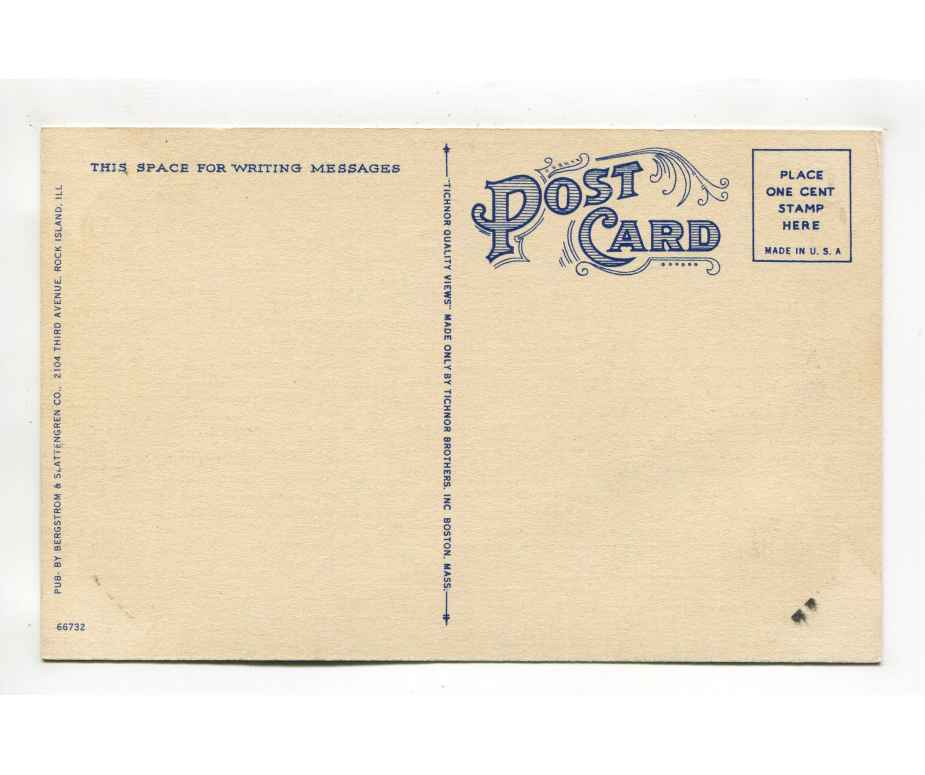 THIS SPACE FOR WRITING MESSAGES
PUB- BY BERGSTROM & SLATTENGREN CO., 2104 THIRD AVENUE, ROCK ISLAND, ILL
66732
"TICHNOR QUALITY VIEWS" MADE ONLY BY TICHNOR BROTHERS, INC BOSTON, MASS.
POST
CARD
PLACE
ONE CENT
STAMP
HERE
MADE IN U. S. A